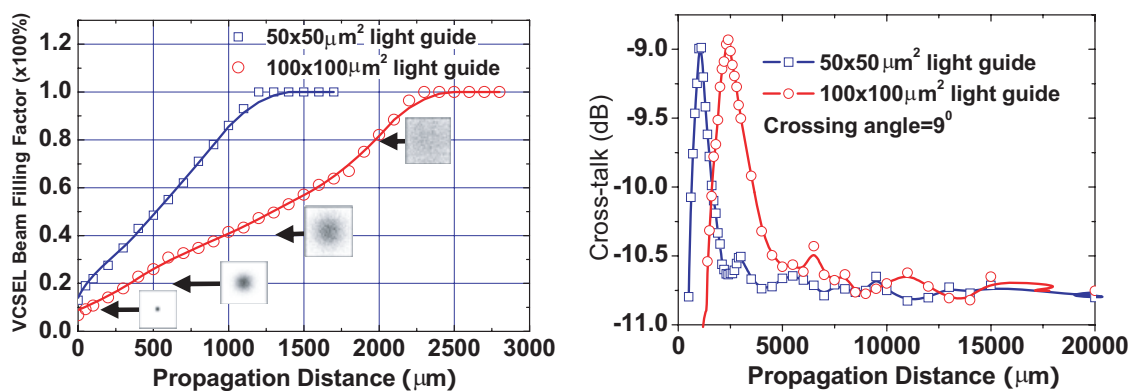 VCSEL Beam Filling Factor (x100%)
1.2
1.0
0.8
0.6
0.4
0.2
0.0
50x50μm² light guide
100x100μm² light guide
0 500 1000 1500 2000 2500 3000
Propagation Distance (μm)
Cross-talk (dB)
-9.0
-9.5
-10.0
-10.5
-11.0
50x50 μm² light guide
100x100μm² light guide
Crossing angle=9⁰
0 5000 10000 15000 20000
Propagation Distance (μm)